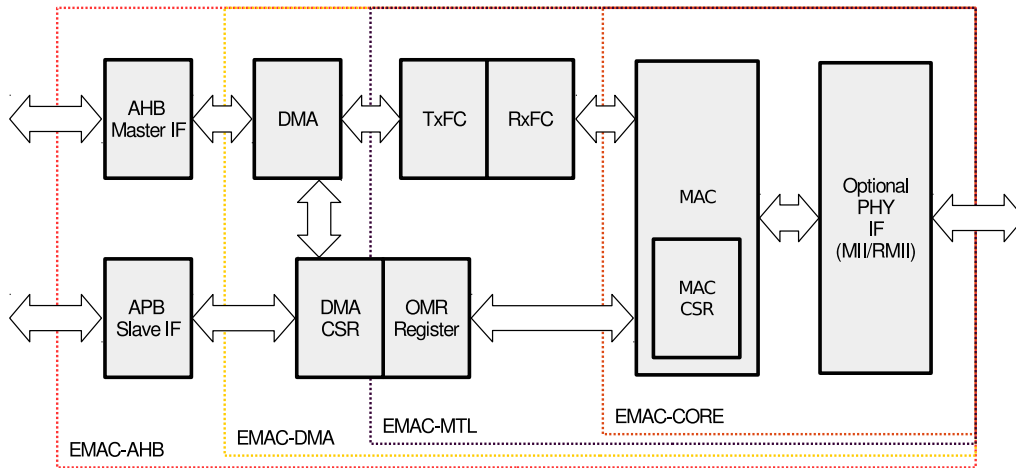 AHB
Master IF
DMA
TxFC
RxFC
MAC
Optional
PHY
IF
(MII/RMII)
APB
Slave IF
DMA
CSR
OMR
Register
MAC
CSR
EMAC-AHB
EMAC-DMA
EMAC-MTL
EMAC-CORE